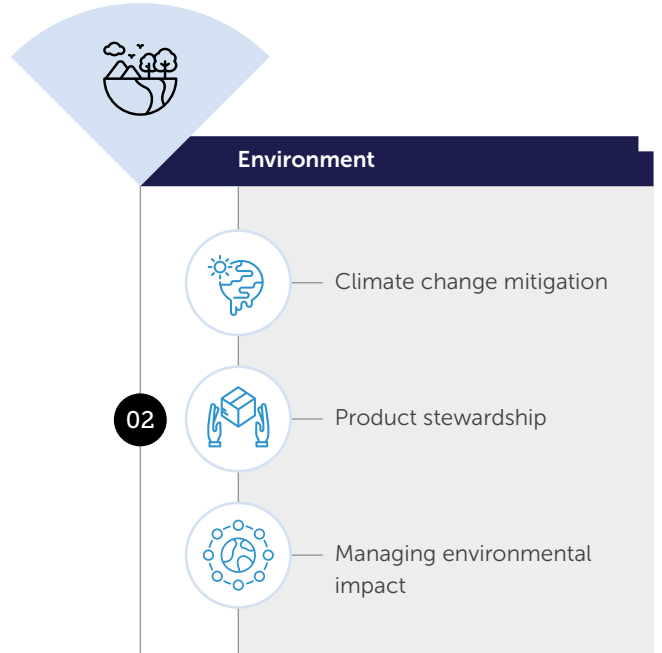 Environment
Climate change mitigation
02
Product stewardship
Managing environmental
impact